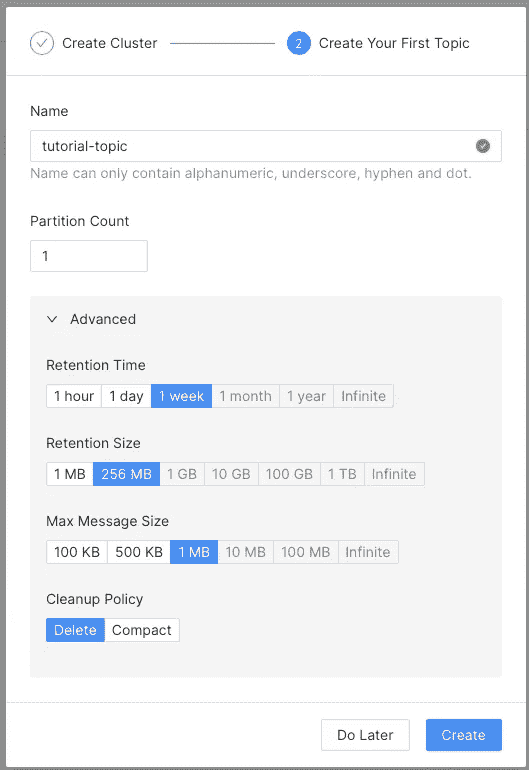 Create Cluster 2 Create Your First Topic
Name
tutorial-topic
Name can only contain alphanumeric, underscore, hyphen and dot.
Partition Count
1
Advanced
Retention Time
1 hour 1 day 1 week 1 month 1 year Infinite
Retention Size
1 MB 256 MB 1 GB 10 GB 100 GB 1 TB Infinite
Max Message Size
100 KB 500 KB 1 MB 10 MB 100 MB Infinite
Cleanup Policy
Delete Compact
Do Later Create